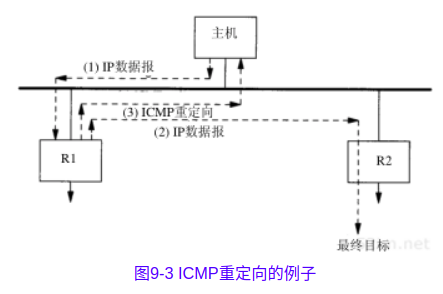 主机
(1) IP数据报
(3) ICMP重定向
(2) IP数据报
R1
R2
最终目标
图9-3 ICMP重定向的例子